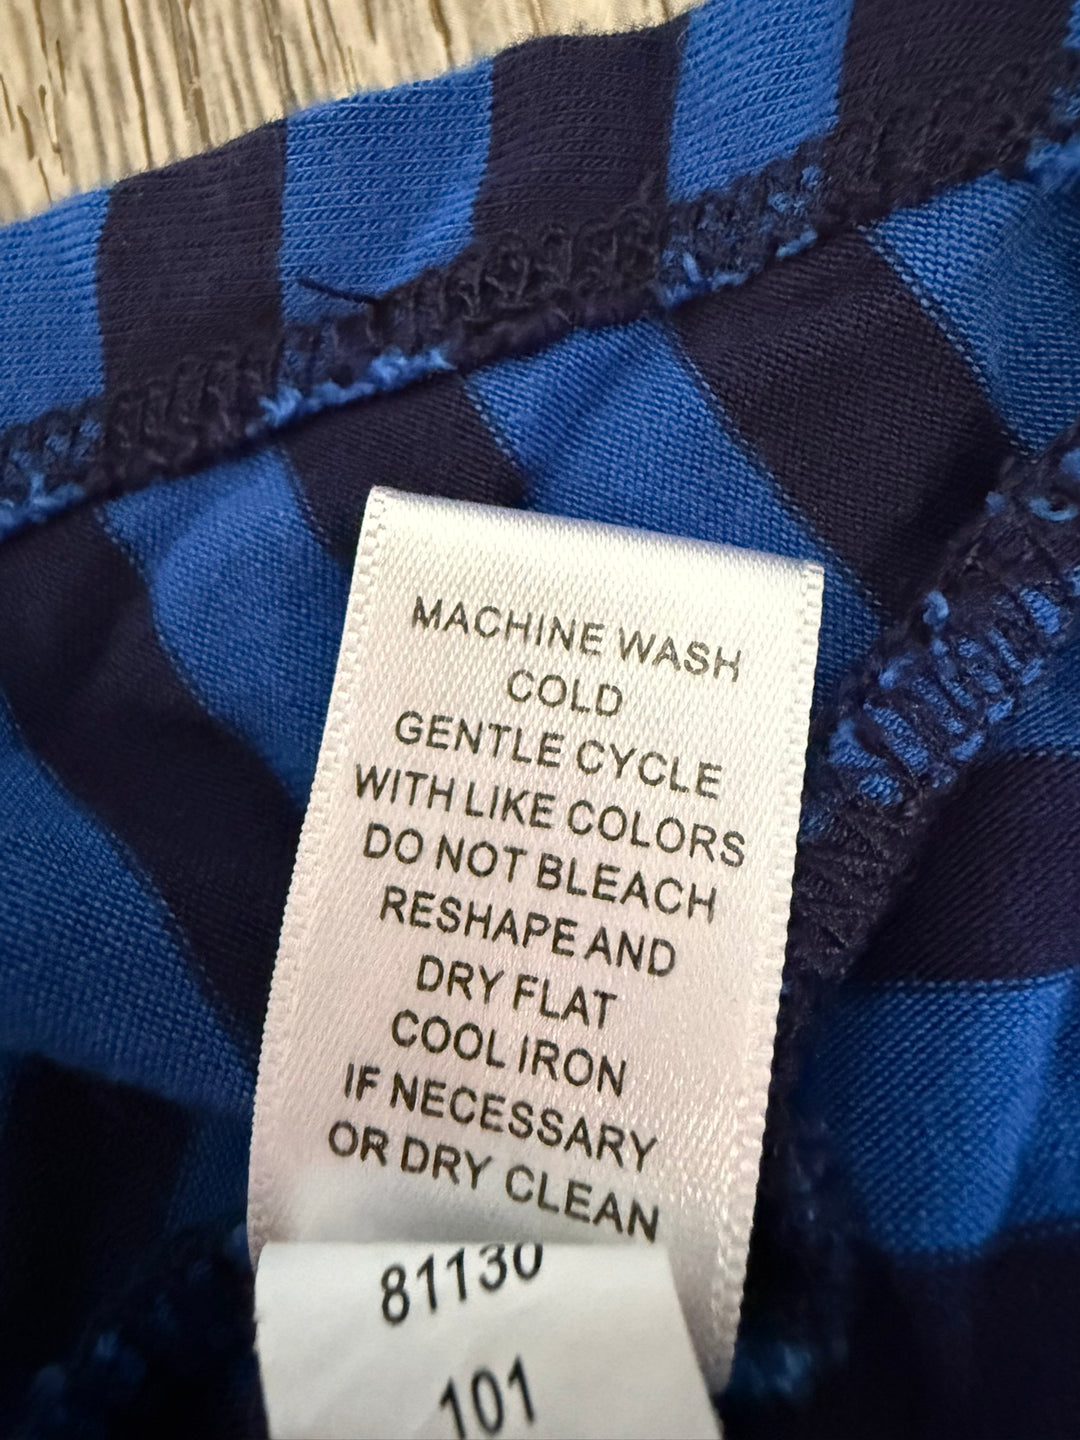 MACHINE WASH
COLD
GENTLE CYCLE
WITH LIKE COLORS
DO NOT BLEACH
RESHAPE AND
DRY FLAT
COOL IRON
IF NECESSARY
OR DRY CLEAN
81130
101